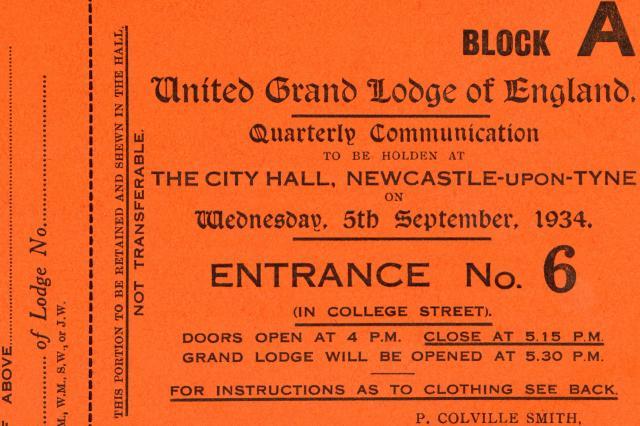 BLOCK A
United Grand Lodge of England.
Quarterly Communication
TO BE HOLDEN AT
THE CITY HALL, NEWCASTLE-UPON-TYNE
ON
Wednesday, 5th September, 1934.
ENTRANCE No. 6
(IN COLLEGE STREET).
DOORS OPEN AT 4 P.M. CLOSE AT 5.15 P.M.
GRAND LODGE WILL BE OPENED AT 5.30 P.M.
FOR INSTRUCTIONS AS TO CLOTHING SEE BACK.
P. COLVILLE SMITH,
THIS PORTION TO BE RETAINED AND SHEWN IN THE HALL.
NOT TRANSFERABLE.
ABOVE
of Lodge No.
W.M., S.W., or J.W.